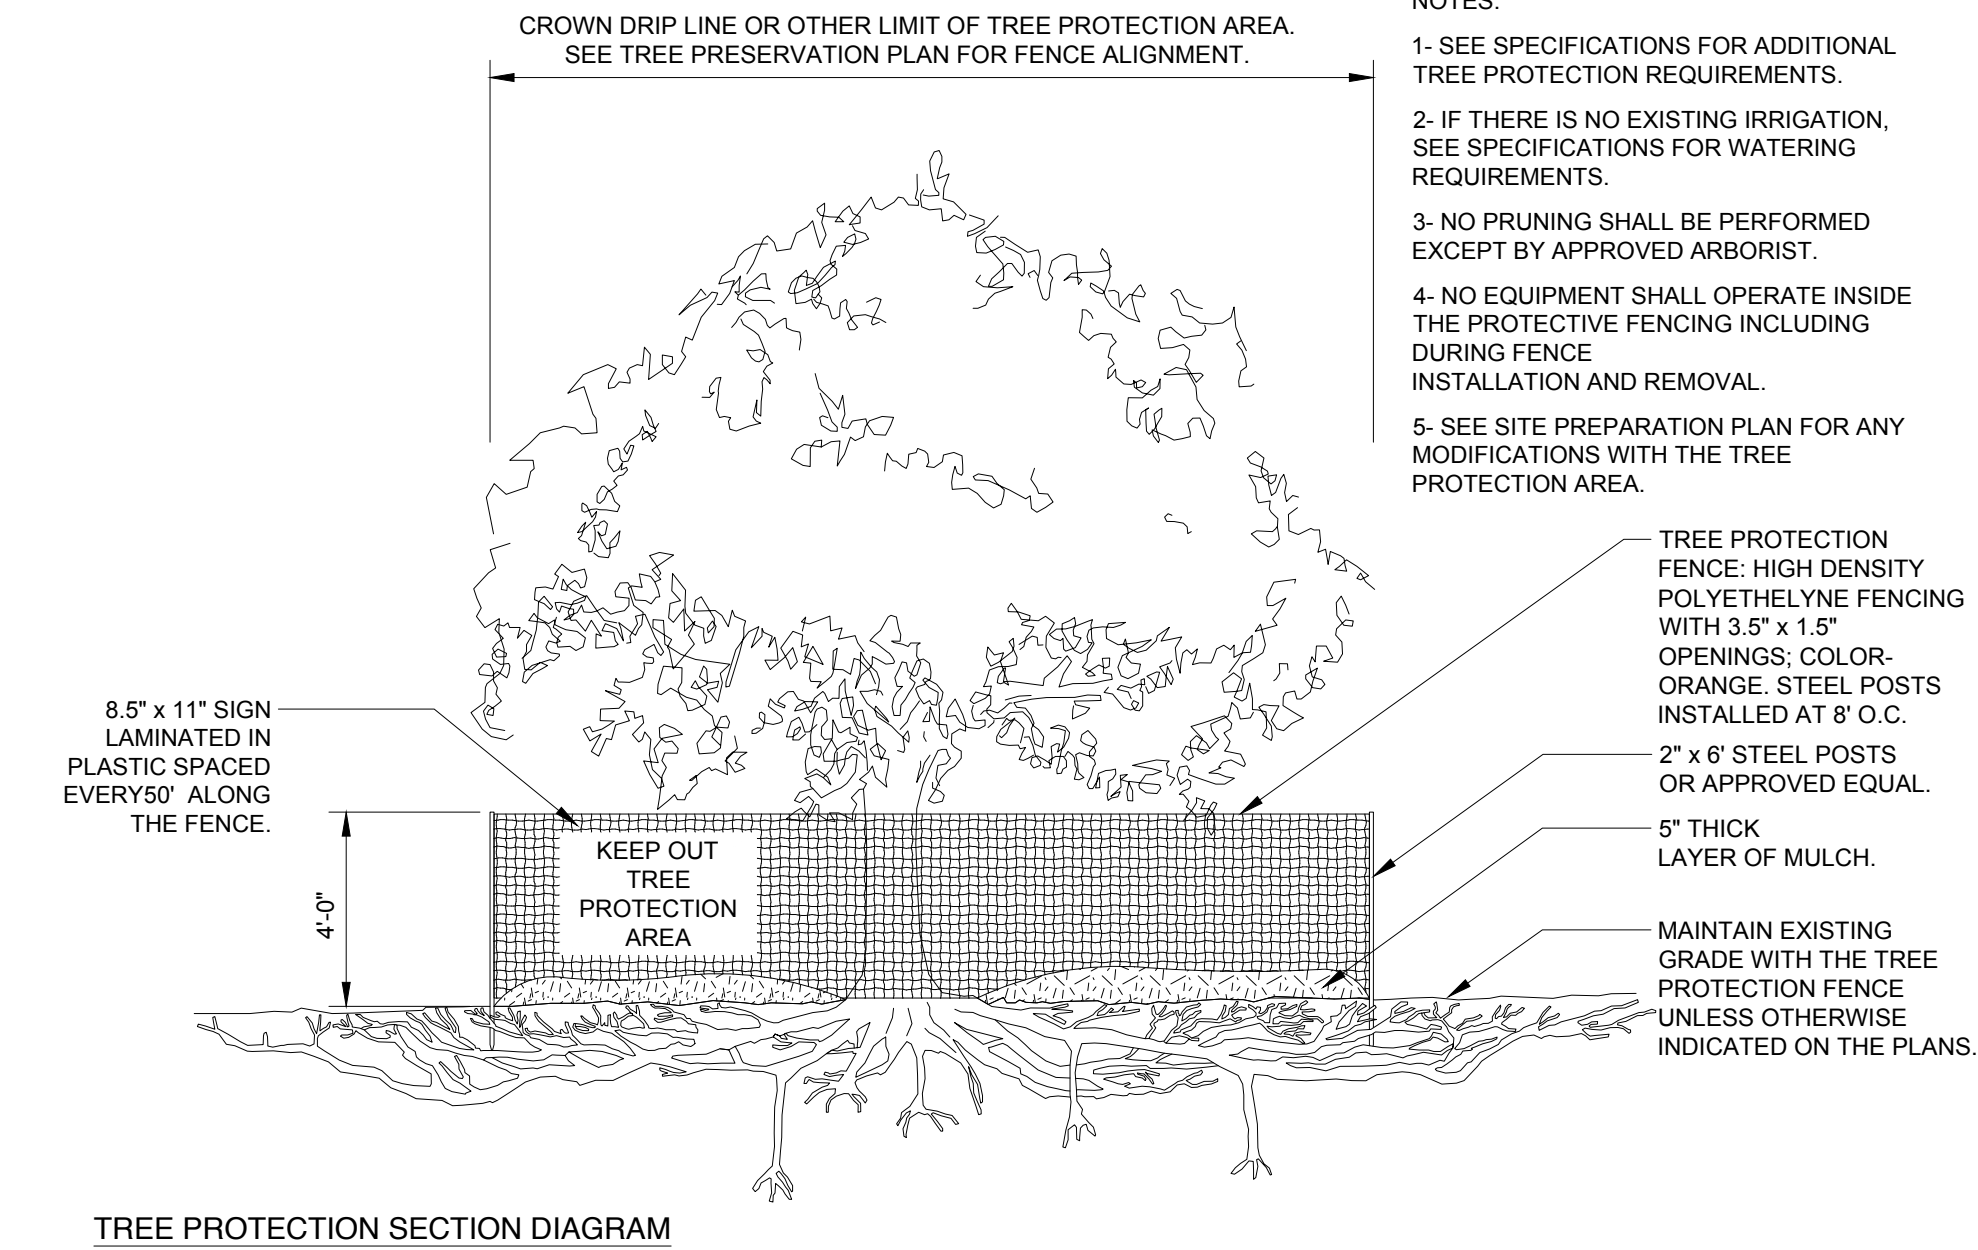 CROWN DRIP LINE OR OTHER LIMIT OF TREE PROTECTION AREA.
SEE TREE PRESERVATION PLAN FOR FENCE ALIGNMENT.
NOTES:
1- SEE SPECIFICATIONS FOR ADDITIONAL
TREE PROTECTION REQUIREMENTS.
2- IF THERE IS NO EXISTING IRRIGATION,
SEE SPECIFICATIONS FOR WATERING
REQUIREMENTS.
3- NO PRUNING SHALL BE PERFORMED
EXCEPT BY APPROVED ARBORIST.
4- NO EQUIPMENT SHALL OPERATE INSIDE
THE PROTECTIVE FENCING INCLUDING
DURING FENCE
INSTALLATION AND REMOVAL.
5- SEE SITE PREPARATION PLAN FOR ANY
MODIFICATIONS WITH THE TREE
PROTECTION AREA.
TREE PROTECTION
FENCE: HIGH DENSITY
POLYETHELYNE FENCING
WITH 3.5" x 1.5"
OPENINGS; COLOR-
ORANGE. STEEL POSTS
INSTALLED AT 8' O.C.
2" x 6' STEEL POSTS
OR APPROVED EQUAL.
5" THICK
LAYER OF MULCH.
MAINTAIN EXISTING
GRADE WITH THE TREE
PROTECTION FENCE
UNLESS OTHERWISE
INDICATED ON THE PLANS.
8.5" x 11" SIGN
LAMINATED IN
PLASTIC SPACED
EVERY50' ALONG
THE FENCE.
4'-0"
KEEP OUT
TREE
PROTECTION
AREA
TREE PROTECTION SECTION DIAGRAM